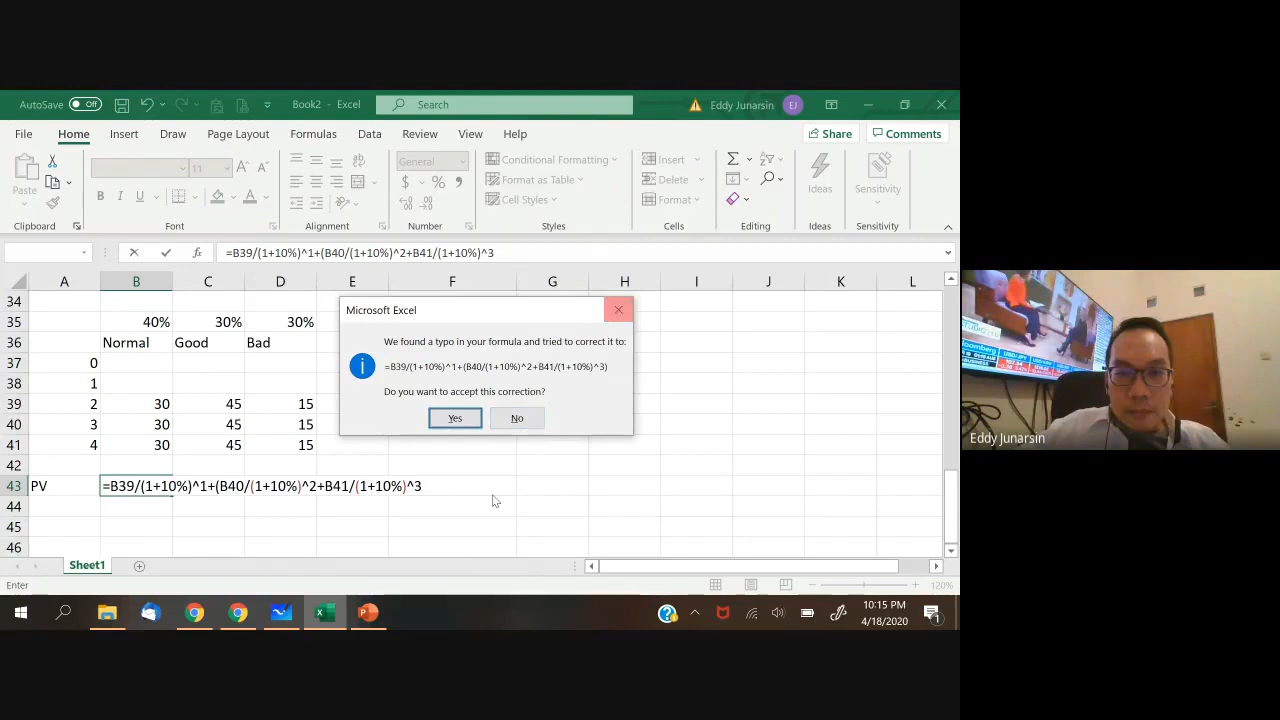 AutoSave Off Book2 - Excel Search Eddy Junarsin EJ
File Home Insert Draw Page Layout Formulas Data Review View Help Share Comments
Paste
11
General
Conditional Formatting
Format as Table
Cell Styles
Insert
Delete
Format
Ideas
Sensitivity
Clipboard Font Alignment Number Styles Cells Editing Ideas Sensitivity
=B39/(1+10%)^1+(B40/(1+10%)^2+B41/(1+10%)^3
A B C D E F G H I J K L
34
35 40% 30% 30%
36 Normal Good Bad
37 0
38 1
39 2 30 45 15
40 3 30 45 15
41 4 30 45 15
42
43 PV =B39/(1+10%)^1+(B40/(1+10%)^2+B41/(1+10%)^3
44
45
46
Microsoft Excel
We found a typo in your formula and tried to correct it to:
=B39/(1+10%)^1+(B40/(1+10%)^2+B41/(1+10%)^3)
Do you want to accept this correction?
Yes No
Sheet1
Enter 120%
10:15 PM
4/18/2020
1
STUDIO
Bloomberg
USD/JPY
Eddy Junarsin